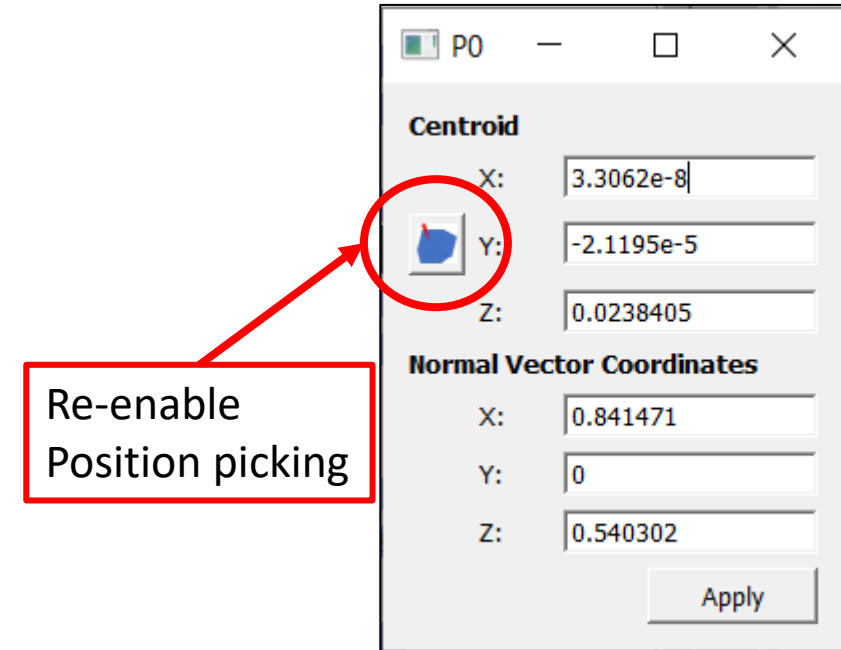 P0
Centroid
X: 3.3062e-8
Y: -2.1195e-5
Z: 0.0238405
Normal Vector Coordinates
X: 0.841471
Y: 0
Z: 0.540302
Apply
Re-enable
Position picking